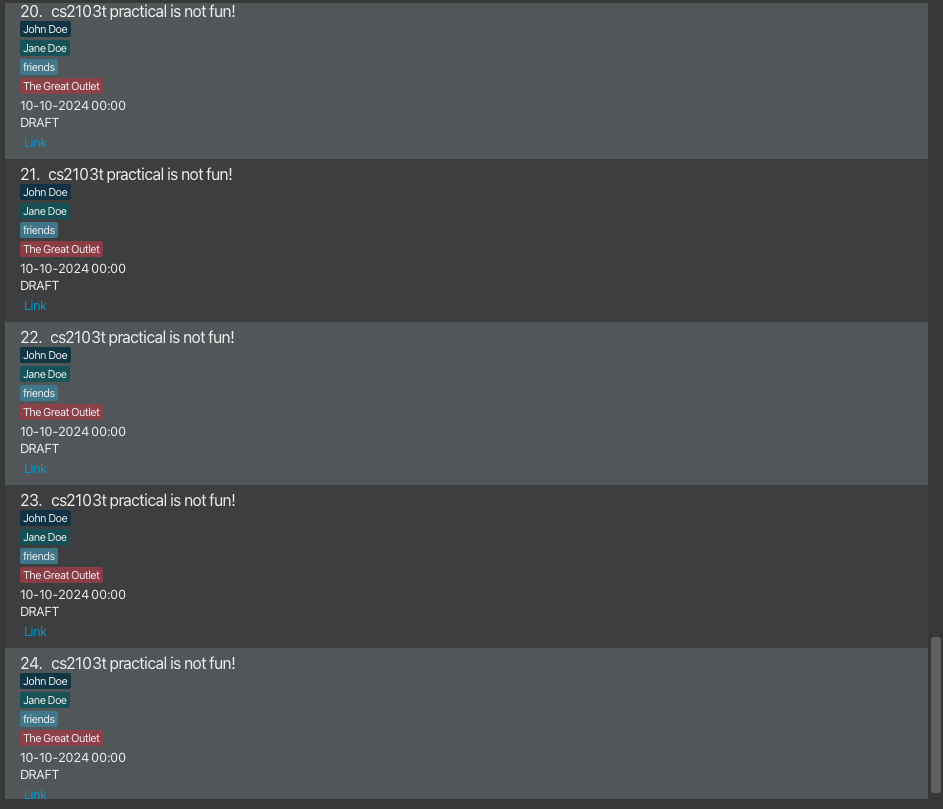 20. cs2103t practical is not fun!
John Doe
Jane Doe
friends
The Great Outlet
10-10-2024 00:00
DRAFT
Link
21. cs2103t practical is not fun!
John Doe
Jane Doe
friends
The Great Outlet
10-10-2024 00:00
DRAFT
Link
22. cs2103t practical is not fun!
John Doe
Jane Doe
friends
The Great Outlet
10-10-2024 00:00
DRAFT
Link
23. cs2103t practical is not fun!
John Doe
Jane Doe
friends
The Great Outlet
10-10-2024 00:00
DRAFT
Link
24. cs2103t practical is not fun!
John Doe
Jane Doe
friends
The Great Outlet
10-10-2024 00:00
DRAFT
Link